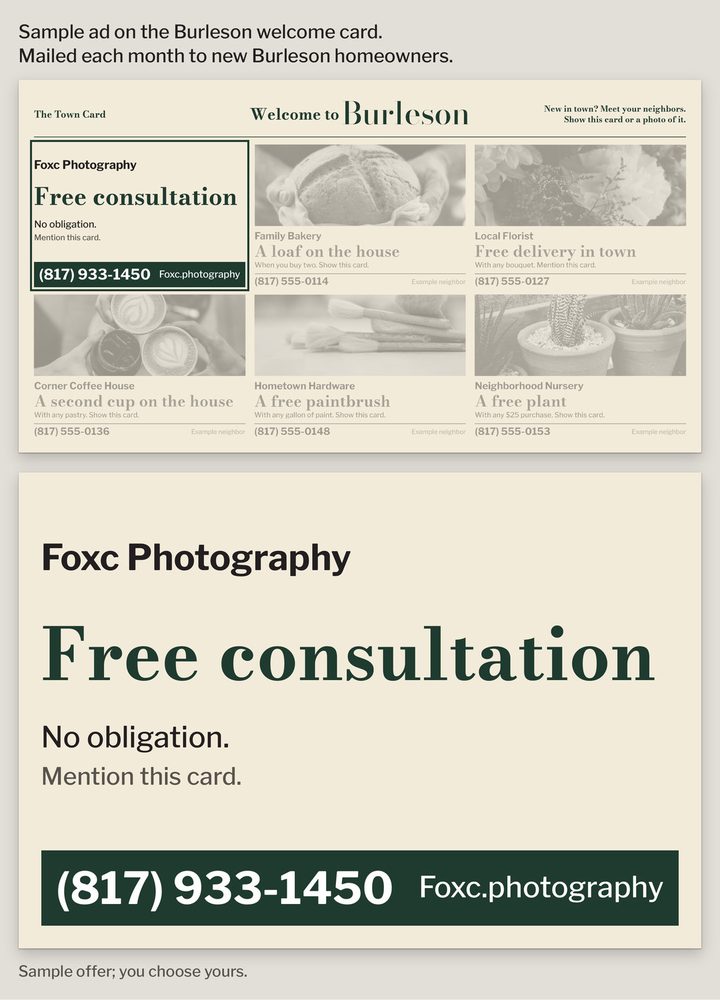 Sample ad on the Burleson welcome card.
Mailed each month to new Burleson homeowners.
The Town Card
Welcome to Burleson
New in town? Meet your neighbors.
Show this card or a photo of it.
Foxc Photography
Free consultation
No obligation.
Mention this card.
(817) 933-1450 Foxc.photography
Family Bakery
A loaf on the house
When you buy two. Show this card.
(817) 555-0114 Example neighbor
Local Florist
Free delivery in town
With any bouquet. Mention this card.
(817) 555-0127 Example neighbor
Corner Coffee House
A second cup on the house
With any pastry. Show this card.
(817) 555-0136 Example neighbor
Hometown Hardware
A free paintbrush
With any gallon of paint. Show this card.
(817) 555-0148 Example neighbor
Neighborhood Nursery
A free plant
With any $25 purchase. Show this card.
(817) 555-0153 Example neighbor
Foxc Photography
Free consultation
No obligation.
Mention this card.
(817) 933-1450 Foxc.photography
Sample offer; you choose yours.